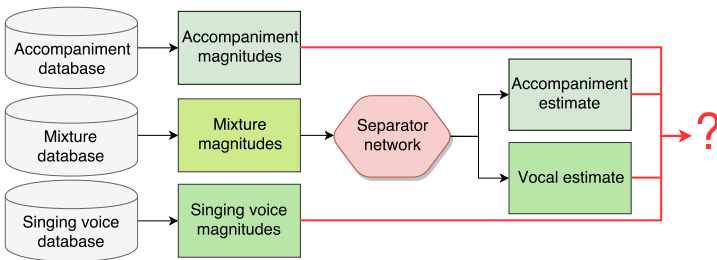 Accompaniment
database
Accompaniment
magnitudes
Mixture
database
Mixture
magnitudes
Separator
network
Accompaniment
estimate
Vocal estimate
Singing voice
database
Singing voice
magnitudes
?